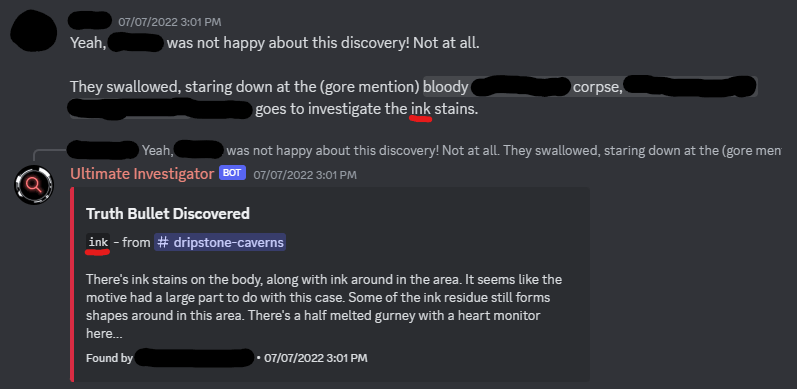 07/07/2022 3:01 PM
Yeah, was not happy about this discovery! Not at all.
They swallowed, staring down at the (gore mention) bloody corpse,
goes to investigate the ink stains.
Yeah, was not happy about this discovery! Not at all. They swallowed, staring down at the (gore men
Ultimate Investigator BOT 07/07/2022 3:01 PM
Truth Bullet Discovered
ink - from # dripstone-caverns
There's ink stains on the body, along with ink around in the area. It seems like the
motive had a large part to do with this case. Some of the ink residue still forms
shapes around in this area. There's a half melted gurney with a heart monitor
here...
Found by • 07/07/2022 3:01 PM